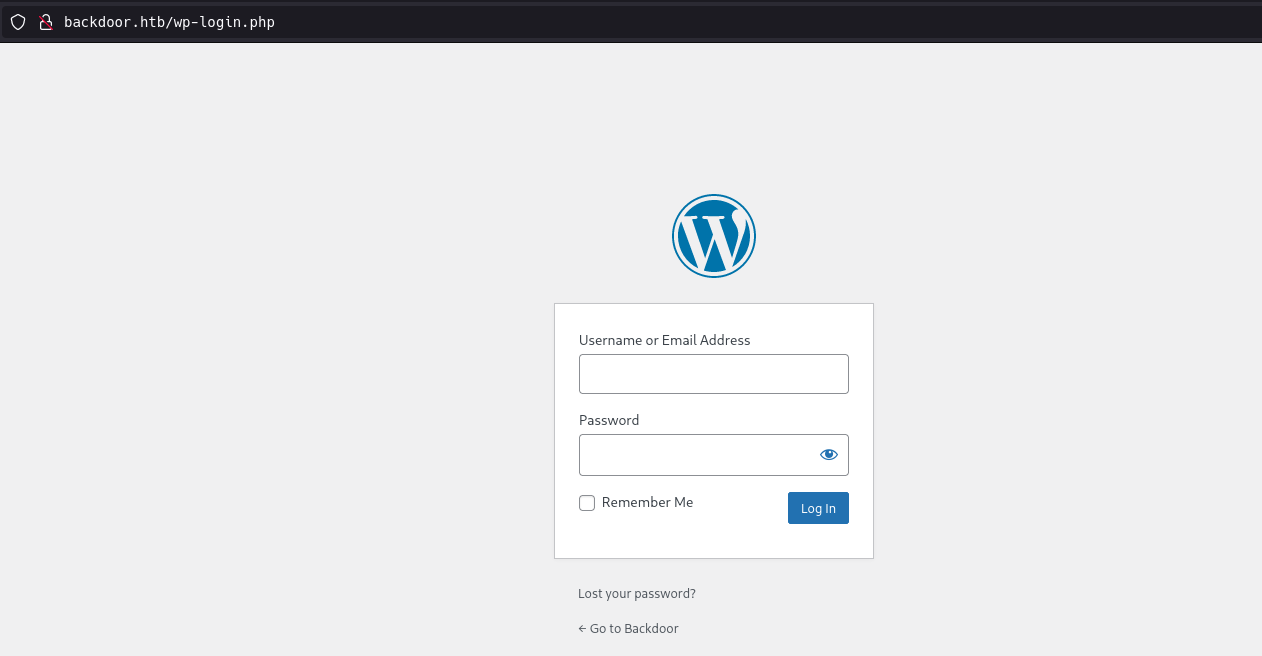 backdoor.htb/wp-login.php
Username or Email Address
Password
Remember Me
Log In
Lost your password?
← Go to Backdoor